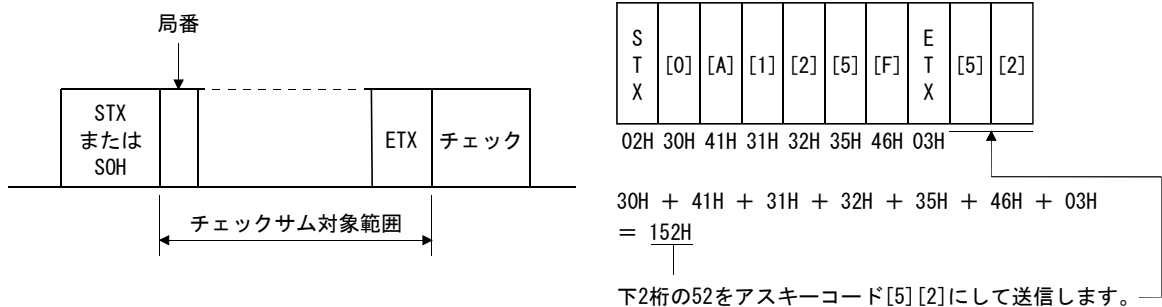 局番
STX
または
SOH
ETX
チェック
チェックサム対象範囲
S
T
X
[0] [A] [1] [2] [5] [F]
E
T
X
[5] [2]
02H 30H 41H 31H 32H 35H 46H 03H
30H + 41H + 31H + 32H + 35H + 46H + 03H
= 152H
下2桁の52をアスキーコード[5][2]にして送信します。